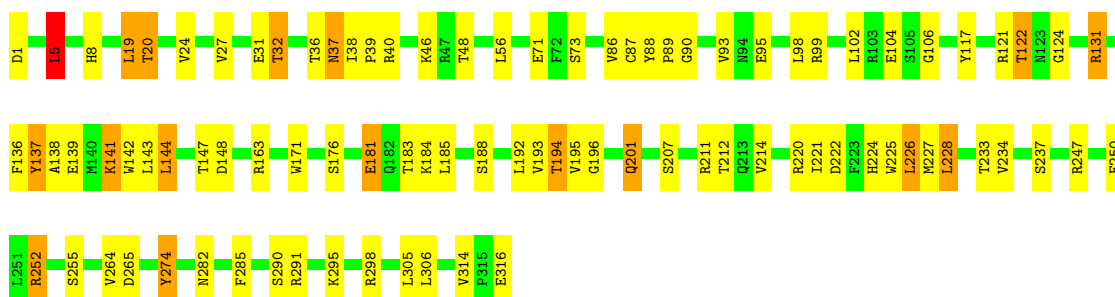 D1 L5 H8 L19 T20 V24 V27 E31 T32 T36 N37 I38 P39 R40 K46 R47 T48 L56 E71 F72 S73 V86 C87 Y88 P89 G90 V93 N94 E95 L98 R99 L102 R103 E104 S105 G106 Y117 R121 T122 N123 G124 R131
F136 Y137 A138 E139 M140 K141 W142 L143 L144 T147 D148 R163 W171 S176 E181 Q182 T183 K184 L185 S188 L192 V193 T194 V195 G196 Q201 S207 R211 T212 Q213 V214 R220 I221 D222 F223 H224 W225 L226 M227 L228 T233 V234 S237 R247
L251 R252 S255 V264 D265 Y274 N282 F285 S290 R291 K295 R298 L305 L306 V314 P315 E316